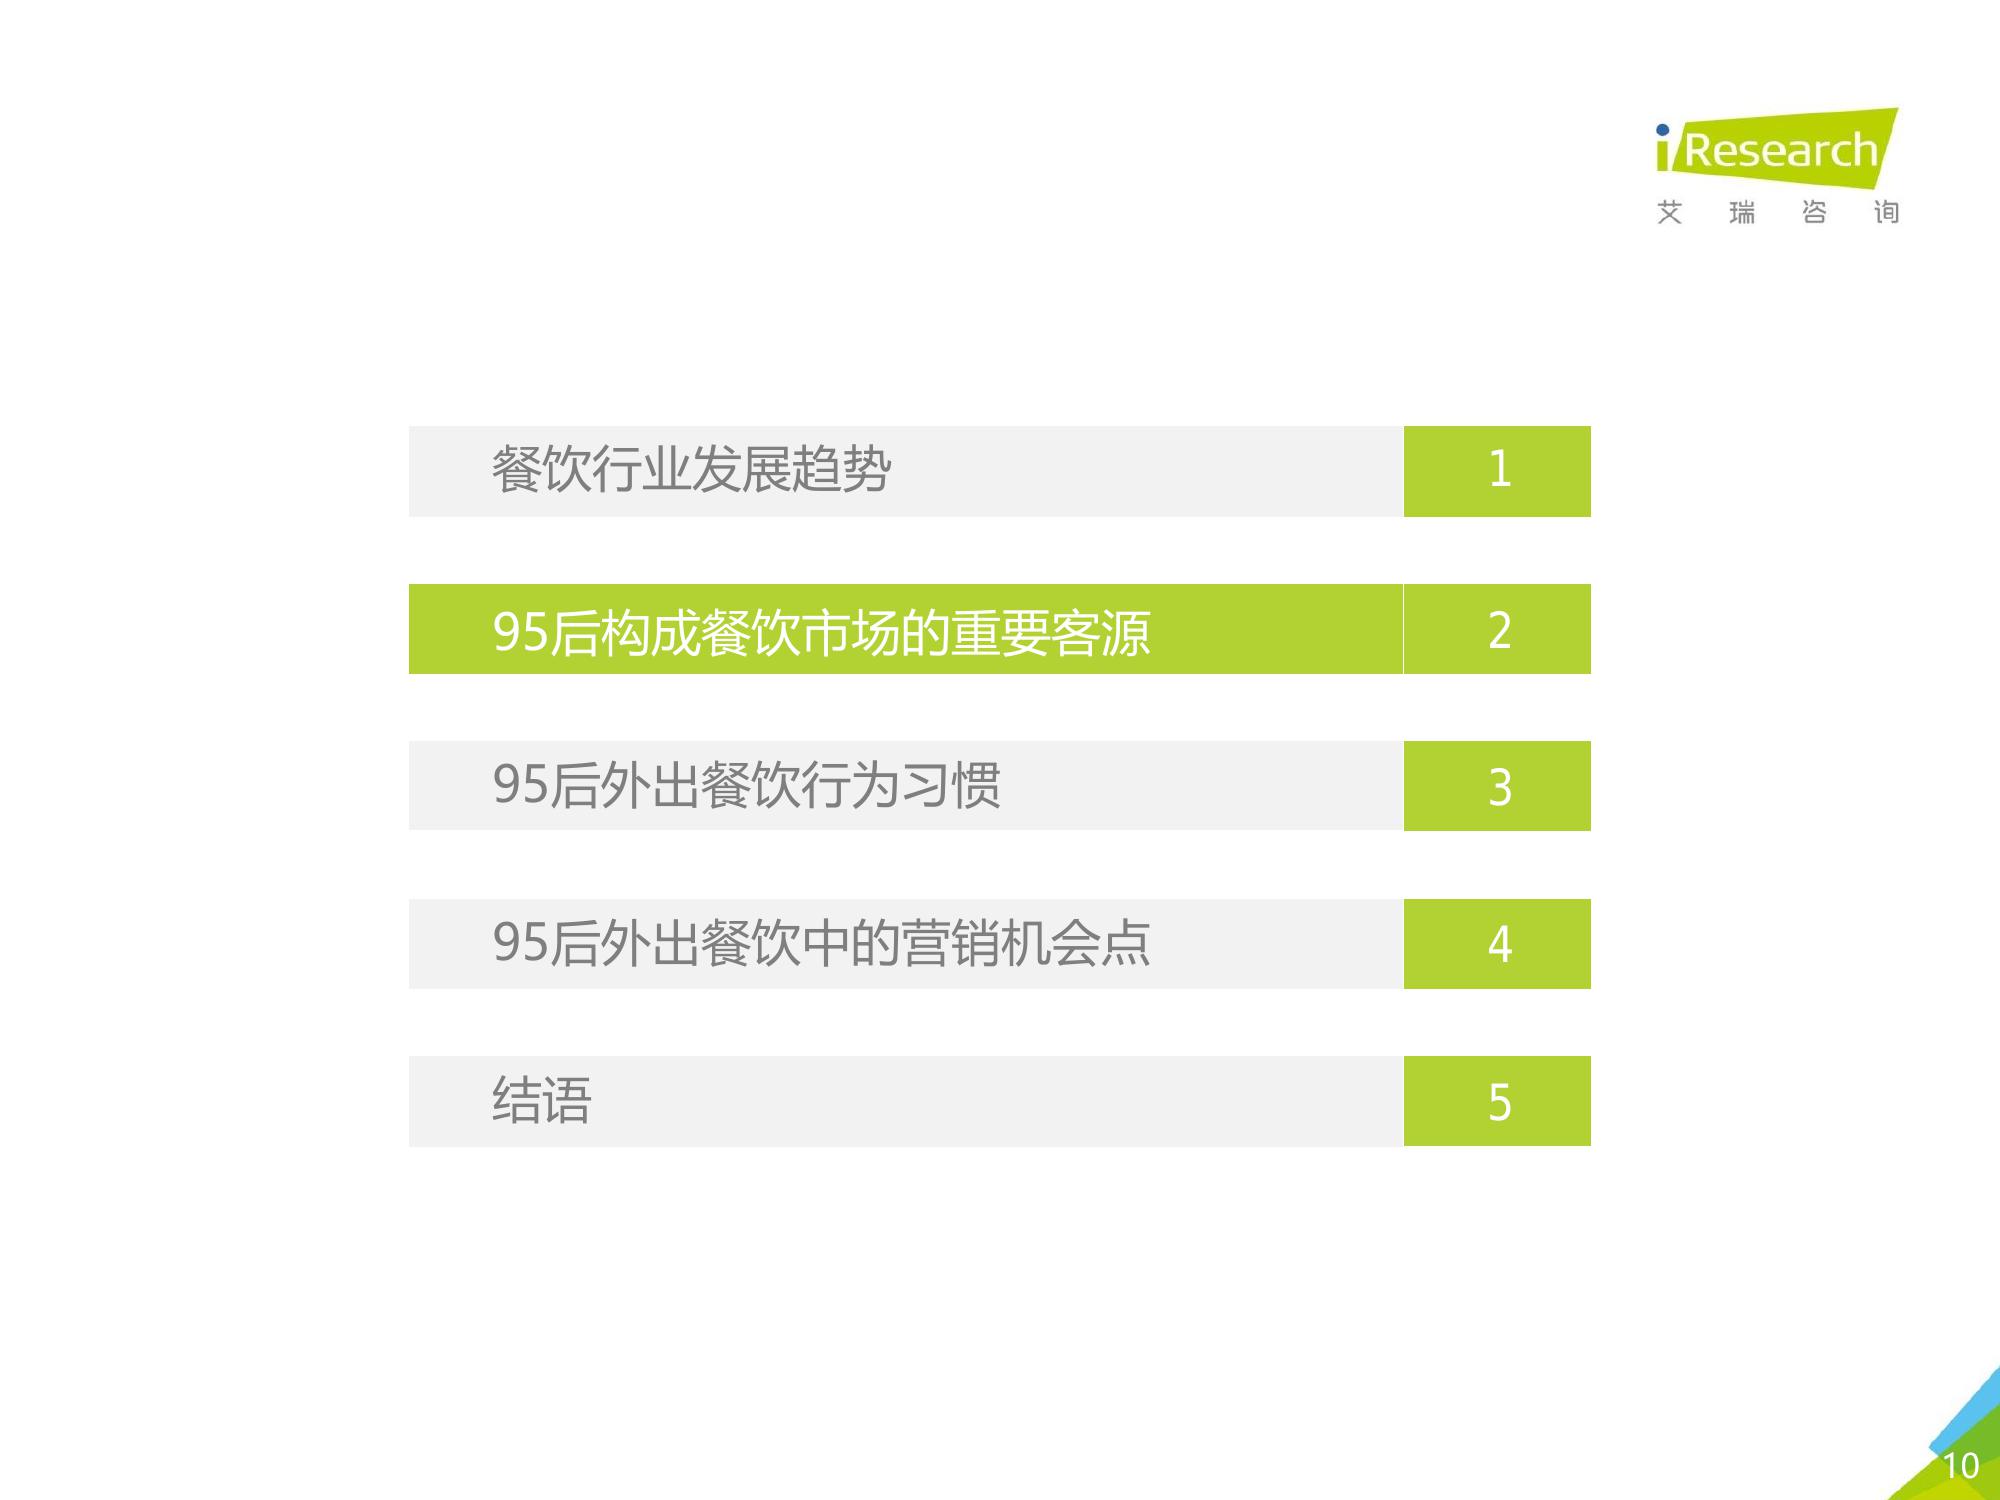 iResearch
艾瑞咨询
餐饮行业发展趋势 1
95后构成餐饮市场的重要客源 2
95后外出餐饮行为习惯 3
95后外出餐饮中的营销机会点 4
结语 5
10